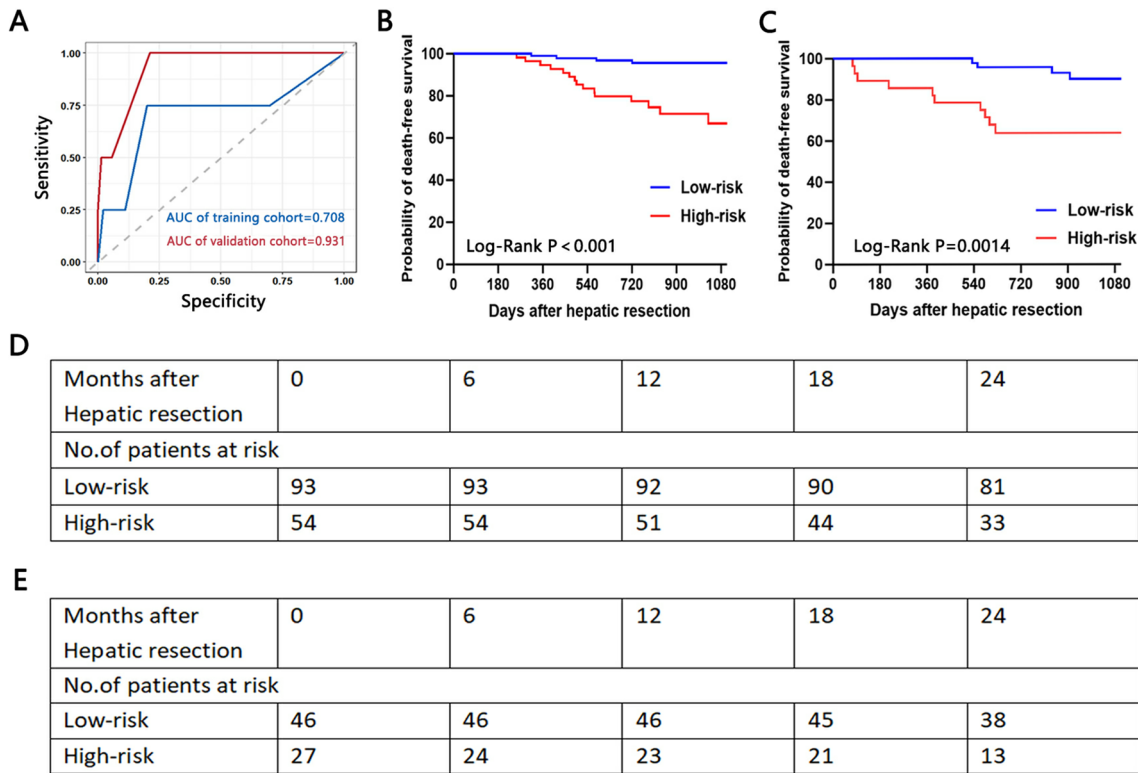 A
1.00
0.75
0.50
0.25
0.00
Sensitivity
AUC of training cohort=0.708
AUC of validation cohort=0.931
0.00 0.25 0.50 0.75 1.00
Specificity
B
Probability of death-free survival
100
80
60
40
20
0
Low-risk
High-risk
Log-Rank P<0.001
0 180 360 540 720 900 1080
Days after hepatic resection
C
Probability of death-free survival
100
80
60
40
20
0
Low-risk
High-risk
Log-Rank P=0.0014
0 180 360 540 720 900 1080
Days after hepatic resection
D
Months after 0 6 12 18 24
Hepatic resection
No.of patients at risk
Low-risk 93 93 92 90 81
High-risk 54 54 51 44 33
E
Months after 0 6 12 18 24
Hepatic resection
No.of patients at risk
Low-risk 46 46 46 45 38
High-risk 27 24 23 21 13